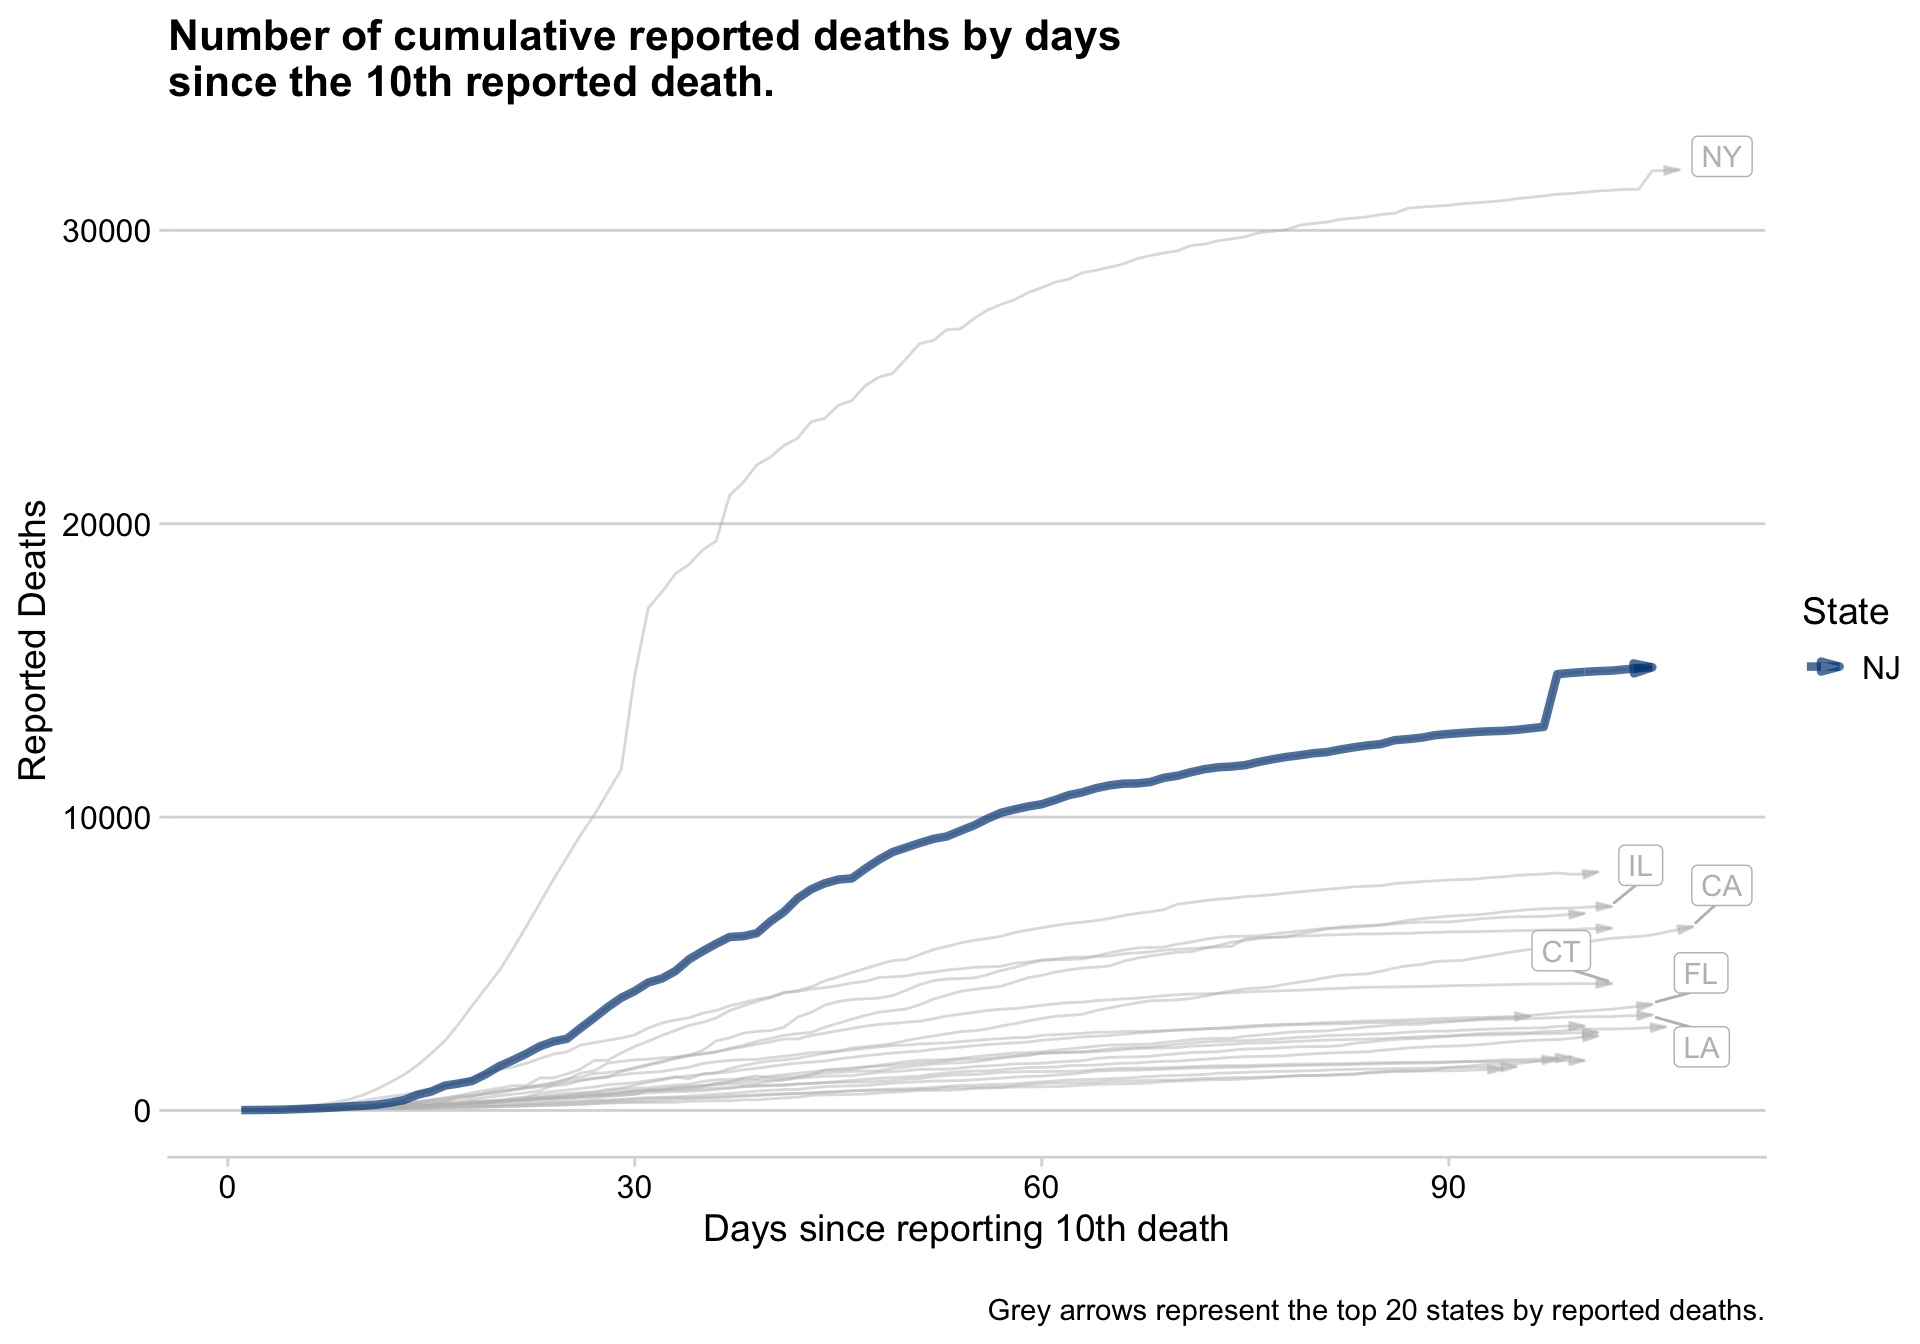 Number of cumulative reported deaths by days
since the 10th reported death.
NY
30000
20000
Reported Deaths
State
NJ
10000
IL
CA
CT
FL
LA
0
0
30
60
90
Days since reporting 10th death
Grey arrows represent the top 20 states by reported deaths.